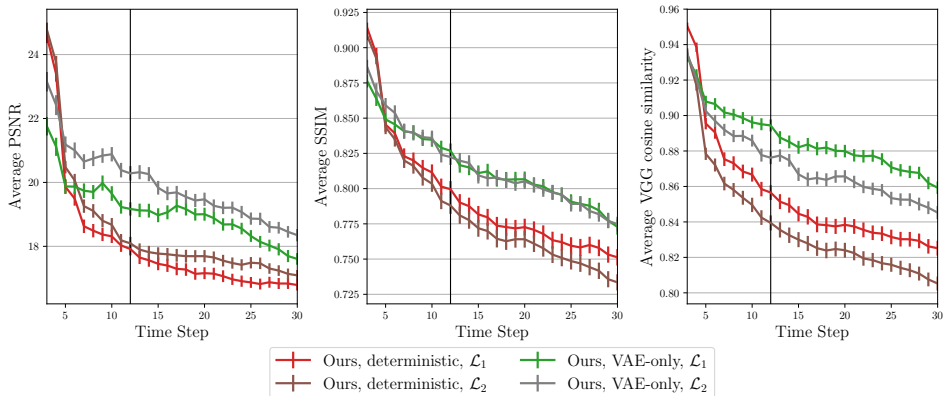 Average PSNR
24
22
20
18
5 10 15 20 25 30
Time Step
Average SSIM
0.925
0.900
0.875
0.850
0.825
0.800
0.775
0.750
0.725
5 10 15 20 25 30
Time Step
Average VGG cosine similarity
0.96
0.94
0.92
0.90
0.88
0.86
0.84
0.82
0.80
5 10 15 20 25 30
Time Step
Ours, deterministic, ℒ₁
Ours, deterministic, ℒ₂
Ours, VAE-only, ℒ₁
Ours, VAE-only, ℒ₂